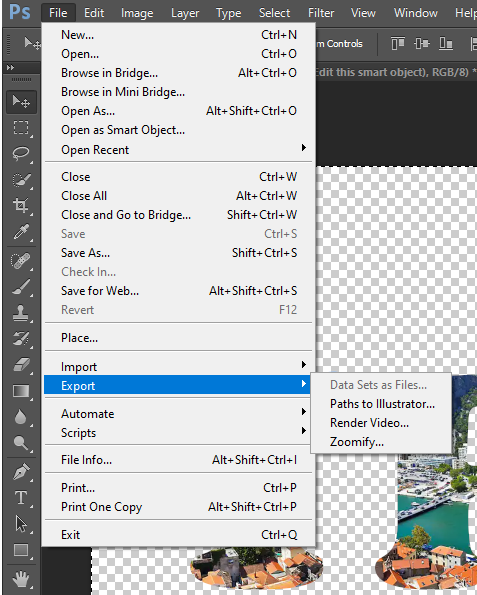 Ps File Edit Image Layer Type Select Filter View Window Help
New... Ctrl+N
m Controls
Open... Ctrl+O
Browse in Bridge... Alt+Ctrl+O
Edit this smart object), RGB/8) *
Browse in Mini Bridge...
Open As... Alt+Shift+Ctrl+O
Open as Smart Object...
Open Recent
Close Ctrl+W
Close All Alt+Ctrl+W
Close and Go to Bridge... Shift+Ctrl+W
Save Ctrl+S
Save As... Shift+Ctrl+S
Check In...
Save for Web... Alt+Shift+Ctrl+S
Revert F12
Place...
Import
Export
Data Sets as Files...
Paths to Illustrator...
Render Video...
Zoomify...
Automate
Scripts
File Info... Alt+Shift+Ctrl+I
Print... Ctrl+P
Print One Copy Alt+Shift+Ctrl+P
Exit Ctrl+Q
T